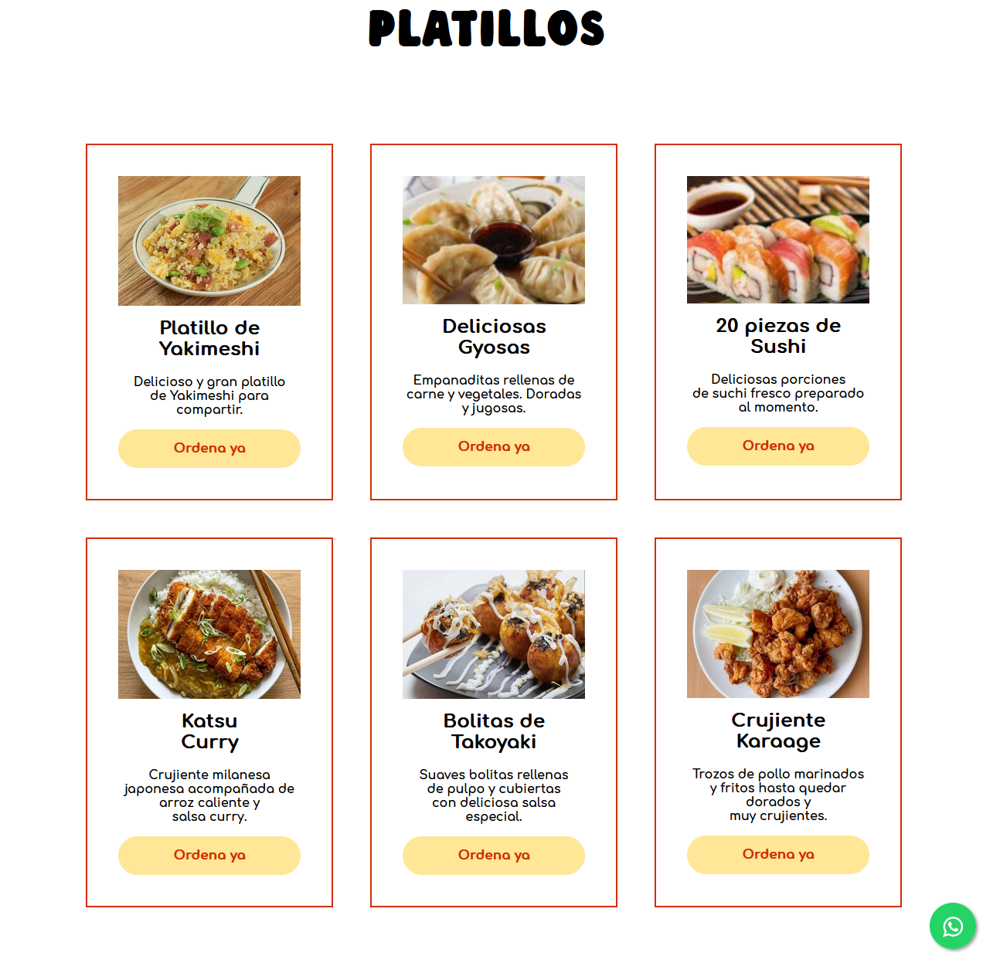 PLATILLOS
Platillo de
Yakimeshi
Delicioso y gran platillo
de Yakimeshi para
compartir.
Ordena ya
Deliciosas
Gyosas
Empanaditas rellenas de
carne y vegetales. Doradas
y jugosas.
Ordena ya
20 piezas de
Sushi
Deliciosas porciones
de suchi fresco preparado
al momento.
Ordena ya
Katsu
Curry
Crujiente milanesa
japonesa acompañada de
arroz caliente y
salsa curry.
Ordena ya
Bolitas de
Takoyaki
Suaves bolitas rellenas
de pulpo y cubiertas
con deliciosa salsa
especial.
Ordena ya
Crujiente
Karaage
Trozos de pollo marinados
y fritos hasta quedar
dorados y
muy crujientes.
Ordena ya